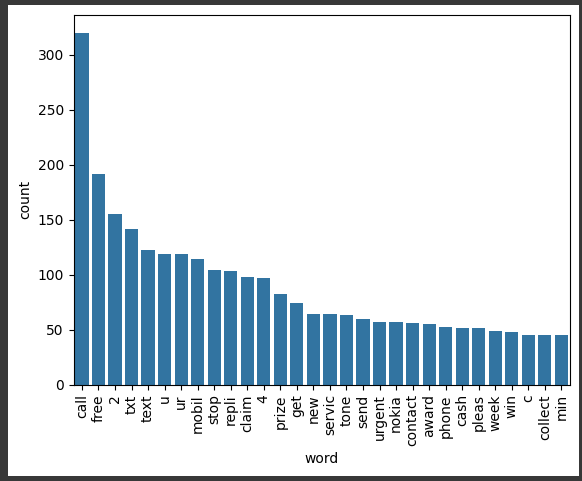 300
250
200
150
100
50
0
count
call
free
2
txt
text
u
ur
mobil
stop
repli
claim
4
prize
get
new
servic
tone
send
urgent
nokia
contact
award
phone
cash
pleas
week
win
c
collect
min
word